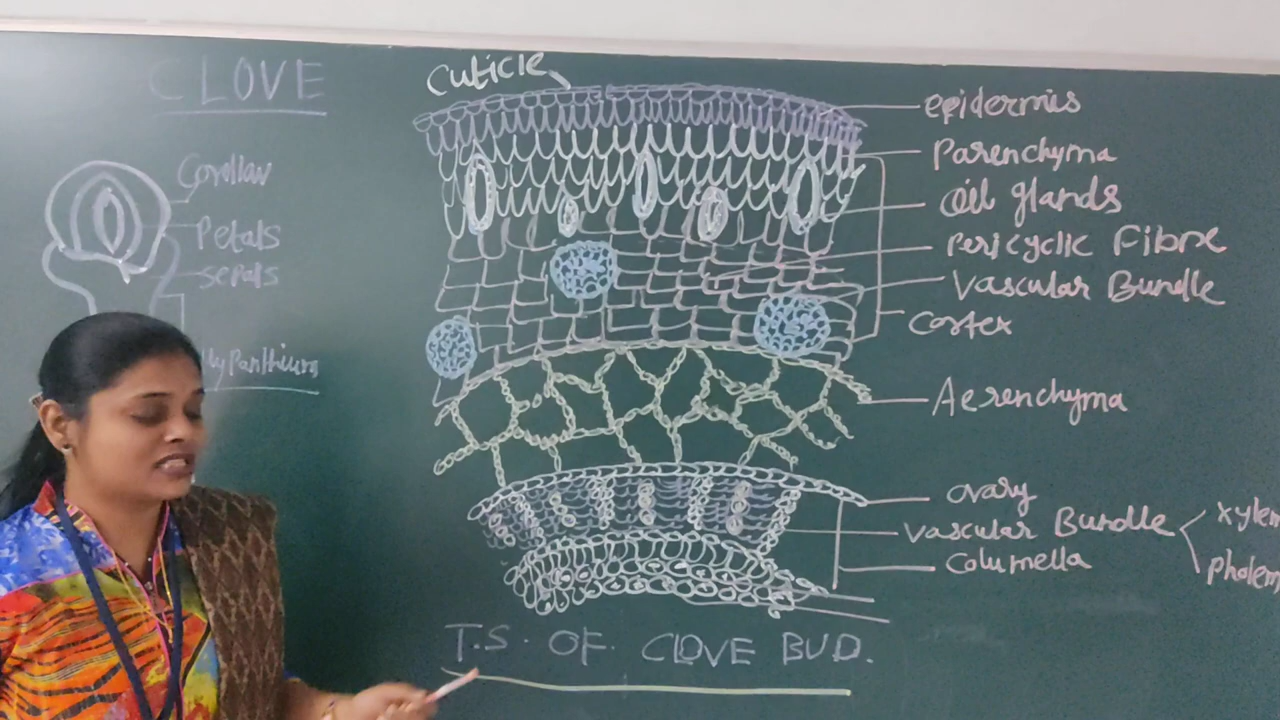 CLOVE
Corolla
Petals
sepals
Hypanthium
Cuticle
epidermis
Parenchyma
oil glands
Pericyclic Fibre
Vascular Bundle
Cortex
Aerenchyma
ovary
Vascular Bundle
xylem
pholem
Columella
T.S. OF CLOVE BUD.